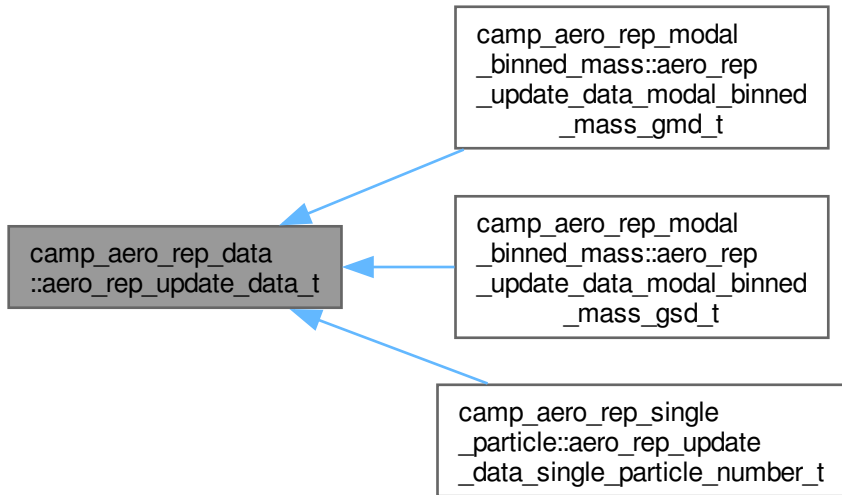 camp_aero_rep_modal
_binned_mass::aero_rep
_update_data_modal_binned
_mass_gmd_t
camp_aero_rep_data
::aero_rep_update_data_t
camp_aero_rep_modal
_binned_mass::aero_rep
_update_data_modal_binned
_mass_gsd_t
camp_aero_rep_single
_particle::aero_rep_update
_data_single_particle_number_t